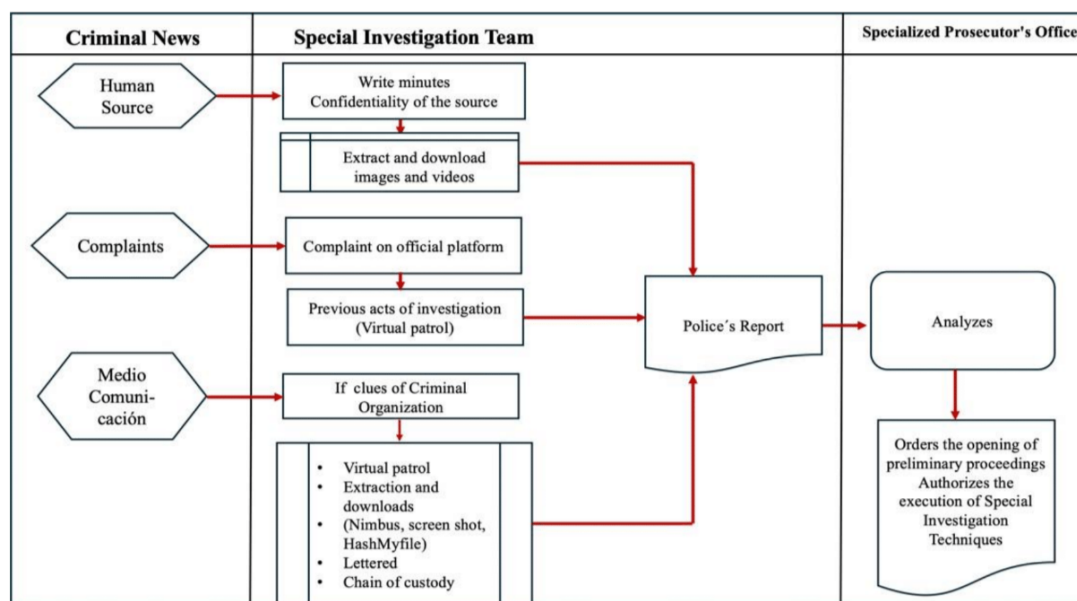 Criminal News
Special Investigation Team
Specialized Prosecutor's Office
Human
Source
Write minutes
Confidentiality of the source
Extract and download
images and videos
Complaints
Complaint on official platform
Previous acts of investigation
(Virtual patrol)
Police´s Report
Analyzes
Medio
Comuni-
cación
If clues of Criminal
Organization
• Virtual patrol
• Extraction and
downloads
• (Nimbus, screen shot,
HashMyfile)
• Lettered
• Chain of custody
Orders the opening of
preliminary proceedings
Authorizes the
execution of Special
Investigation
Techniques